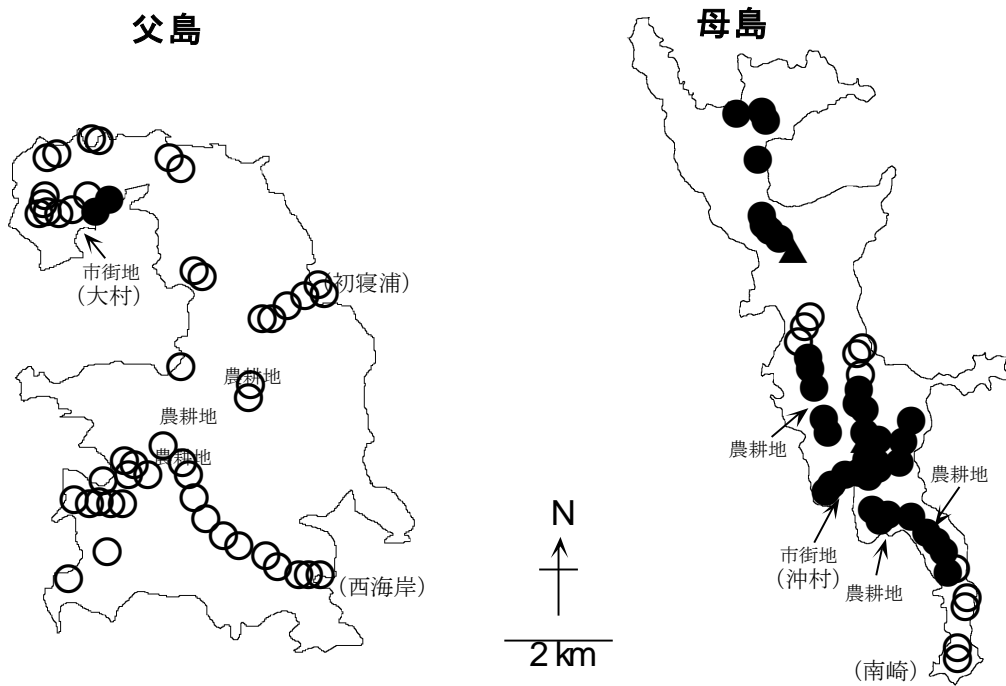 父島
母島
市街地
(大村)
(初寝浦)
農耕地
農耕地
農耕地
(西海岸)
N
2 km
農耕地
農耕地
市街地
(沖村)
農耕地
(南崎)